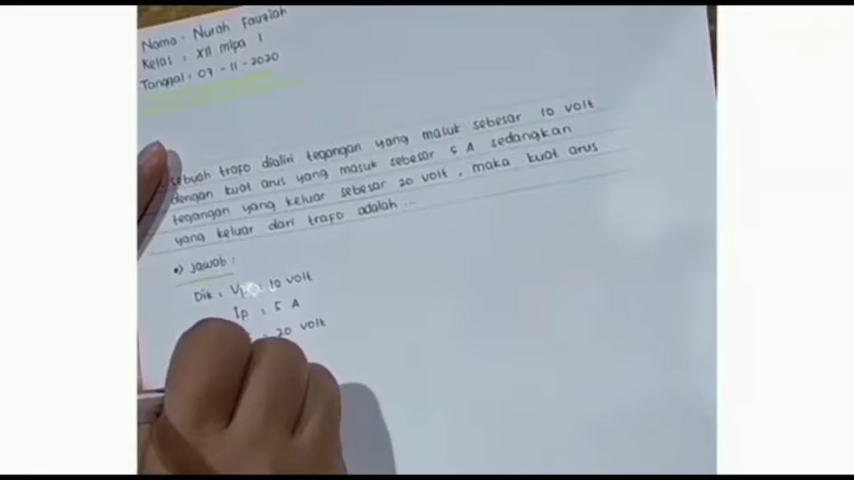 Nama : Nurah Fauziah
Kelas : XII mipa 1
Tanggal : 07 - 11 - 2020
sebuah trafo dialiri tegangan yang masuk sebesar 10 volt
dengan kuat arus yang masuk sebesar 5 A sedangkan
tegangan yang keluar sebesar 20 volt , maka kuat arus
yang keluar dari trafo adalah ...
•) Jawab :
Dik : Vp : 10 volt
Ip : 5 A
: 20 volt